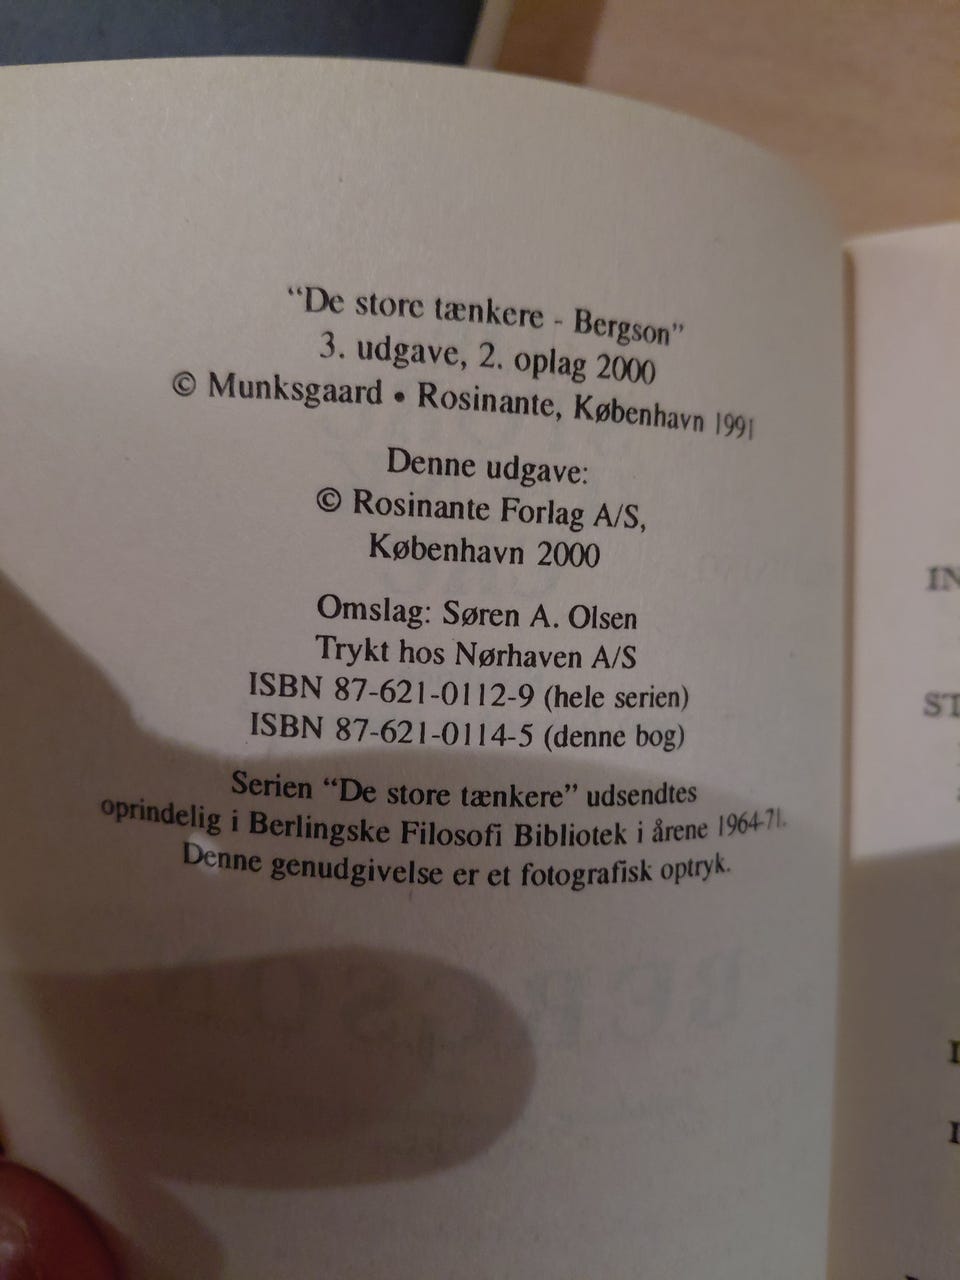 “De store tænkere - Bergson”
3. udgave, 2. oplag 2000
© Munksgaard • Rosinante, København 1991
Denne udgave:
© Rosinante Forlag A/S,
København 2000
Omslag: Søren A. Olsen
Trykt hos Nørhaven A/S
ISBN 87-621-0112-9 (hele serien)
ISBN 87-621-0114-5 (denne bog)
Serien “De store tænkere” udsendtes
oprindelig i Berlingske Filosofi Bibliotek i årene 1964-71.
Denne genudgivelse er et fotografisk optryk.
BERGSON
IN
ST